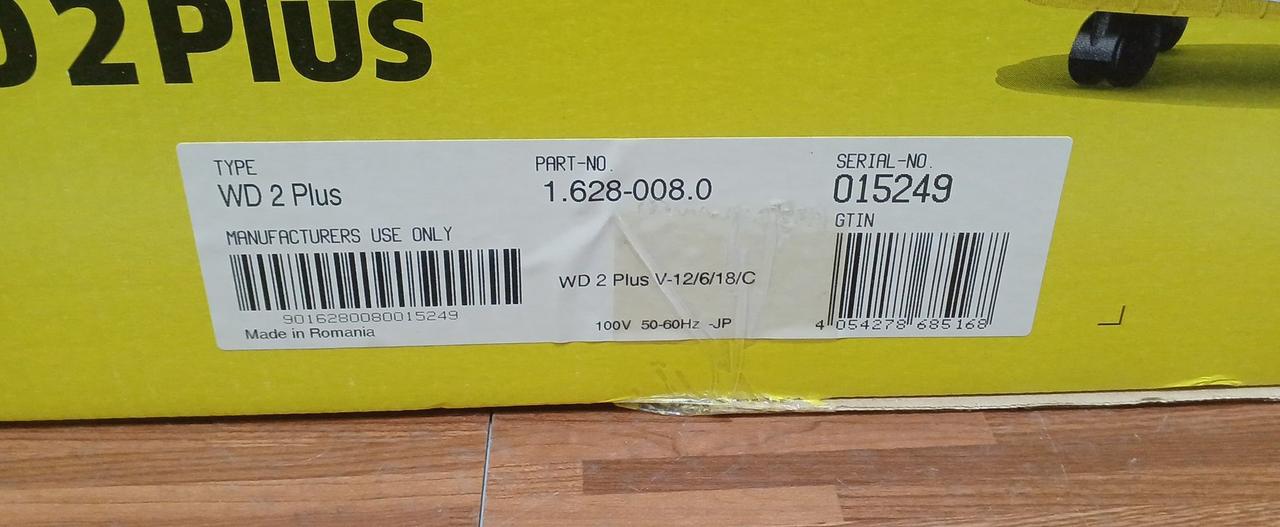 D2Plus
TYPE
WD 2 Plus
PART-NO.
1.628-008.0
SERIAL-NO.
015249
GTIN
MANUFACTURERS USE ONLY
9016280080015249
Made in Romania
WD 2 Plus V-12/6/18/C
100V 50-60Hz -JP
4 054278 685168